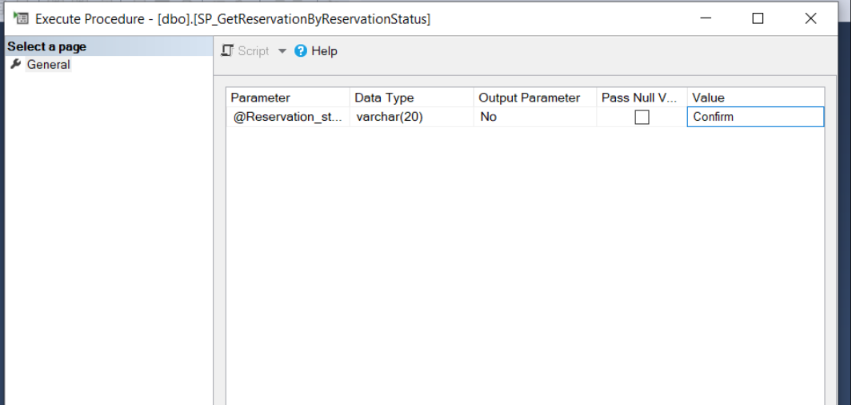 Execute Procedure - [dbo].[SP_GetReservationByReservationStatus]
Select a page
General
Script Help
Parameter Data Type Output Parameter Pass Null V... Value
@Reservation_st... varchar(20) No Confirm